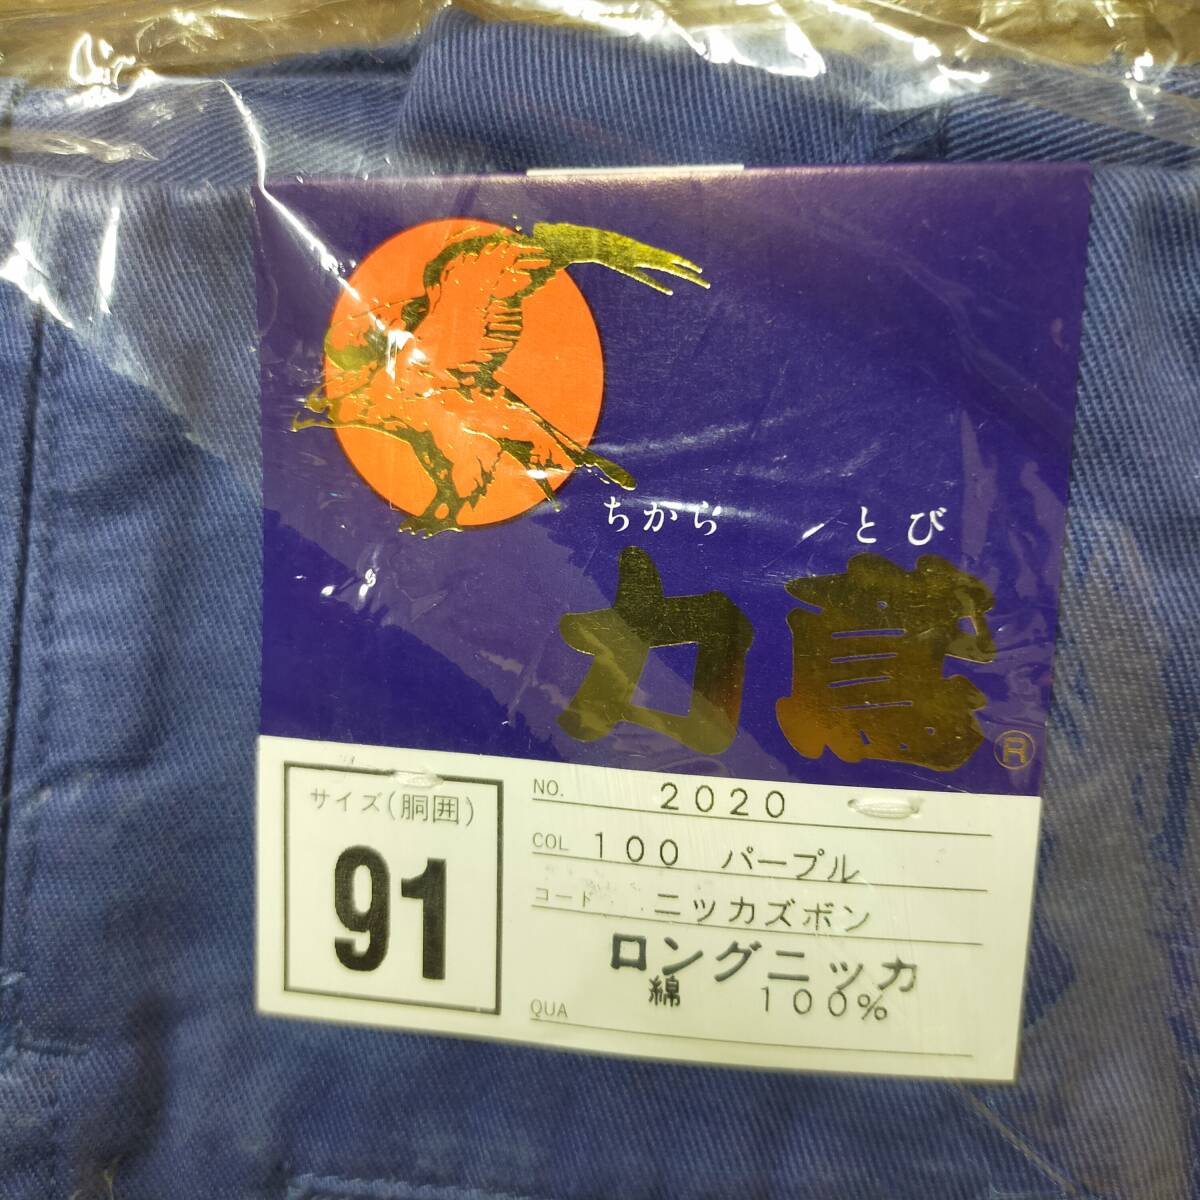 ちから とび
力鳶
®
サイズ(胴囲)
91
NO. 2020
COL 100 パープル
コード ニッカズボン
ロングニッカ
QUA 綿 100%